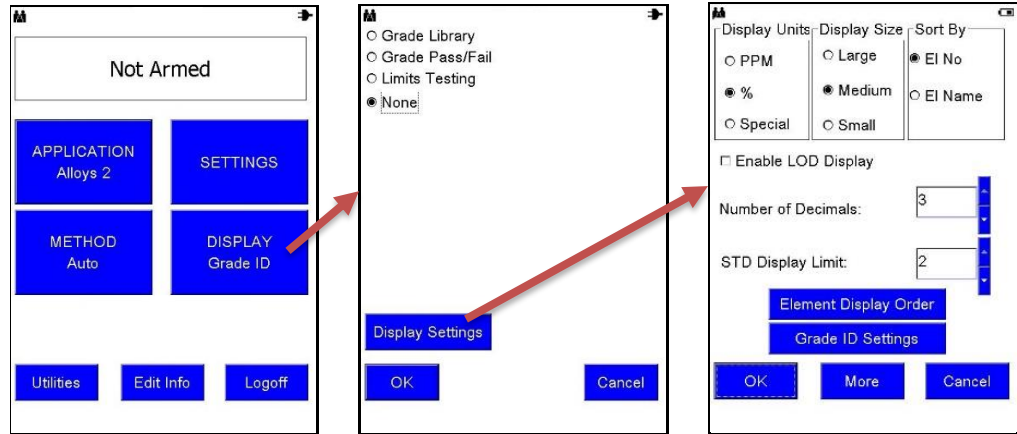 Not Armed
APPLICATION
Alloys 2
SETTINGS
METHOD
Auto
DISPLAY
Grade ID
Utilities
Edit Info
Logoff
Grade Library
Grade Pass/Fail
Limits Testing
None
Display Settings
OK
Cancel
Display Units
PPM
%
Special
Display Size
Large
Medium
Small
Sort By
El No
El Name
Enable LOD Display
Number of Decimals:
3
STD Display Limit:
2
Element Display Order
Grade ID Settings
OK
More
Cancel